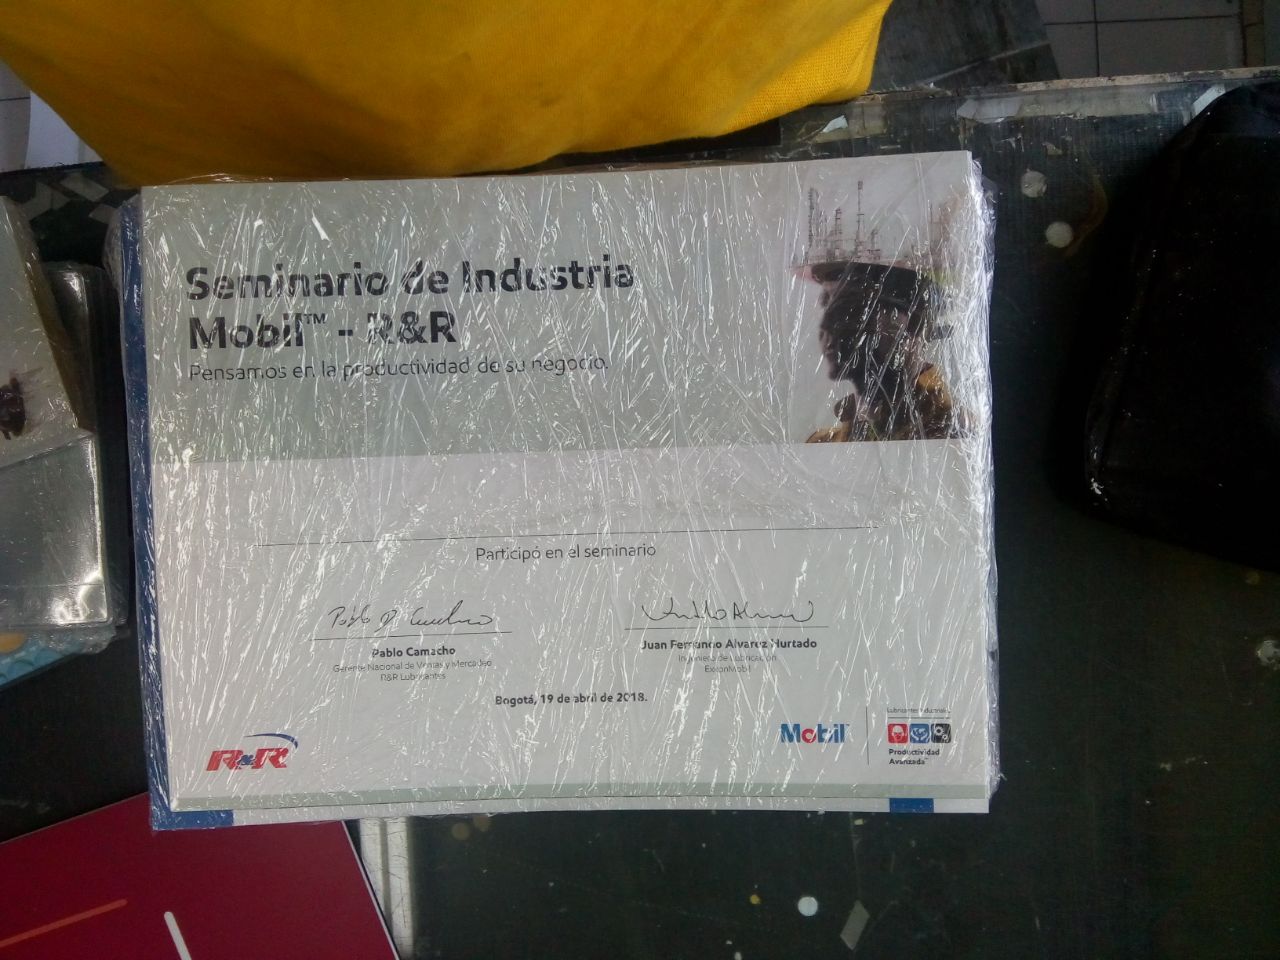 Seminario de Industria
Mobil™ - R&R
Pensamos en la productividad de su negocio.
Participó en el seminario
Pablo Camacho
Gerente Nacional de Ventas y Mercadeo
R&R Lubricantes
Juan Fernando Alvarez Hurtado
Ingeniero de Lubricación
ExxonMobil
Bogotá, 19 de abril de 2018.
R&R
Mobil
Lubricantes Industriales
Productividad
Avanzada™